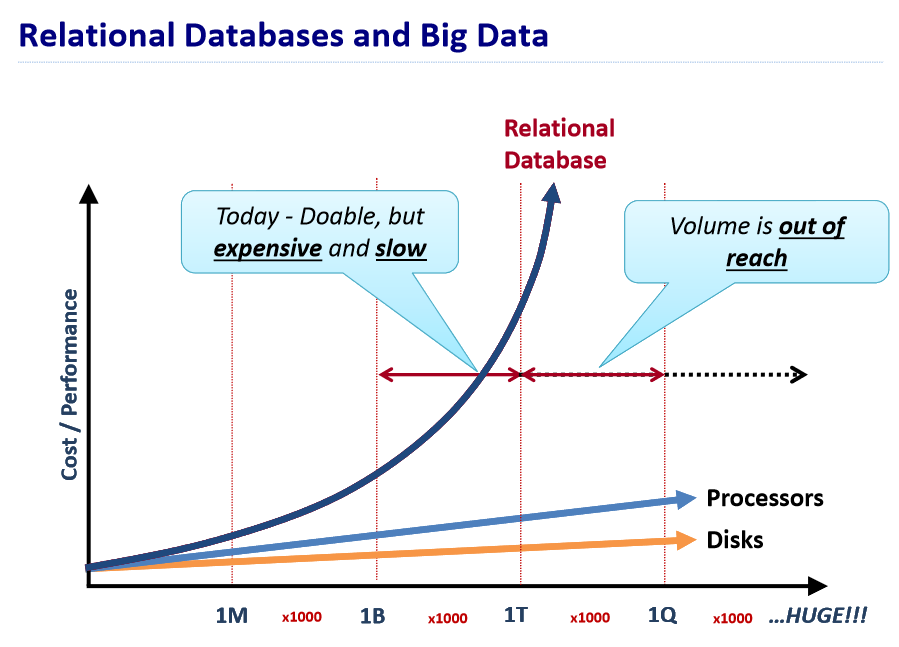 Relational Databases and Big Data
Relational
Database
Today - Doable, but
expensive and slow
Volume is out of
reach
Cost / Performance
Processors
Disks
1M x1000 1B x1000 1T x1000 1Q x1000 ...HUGE!!!